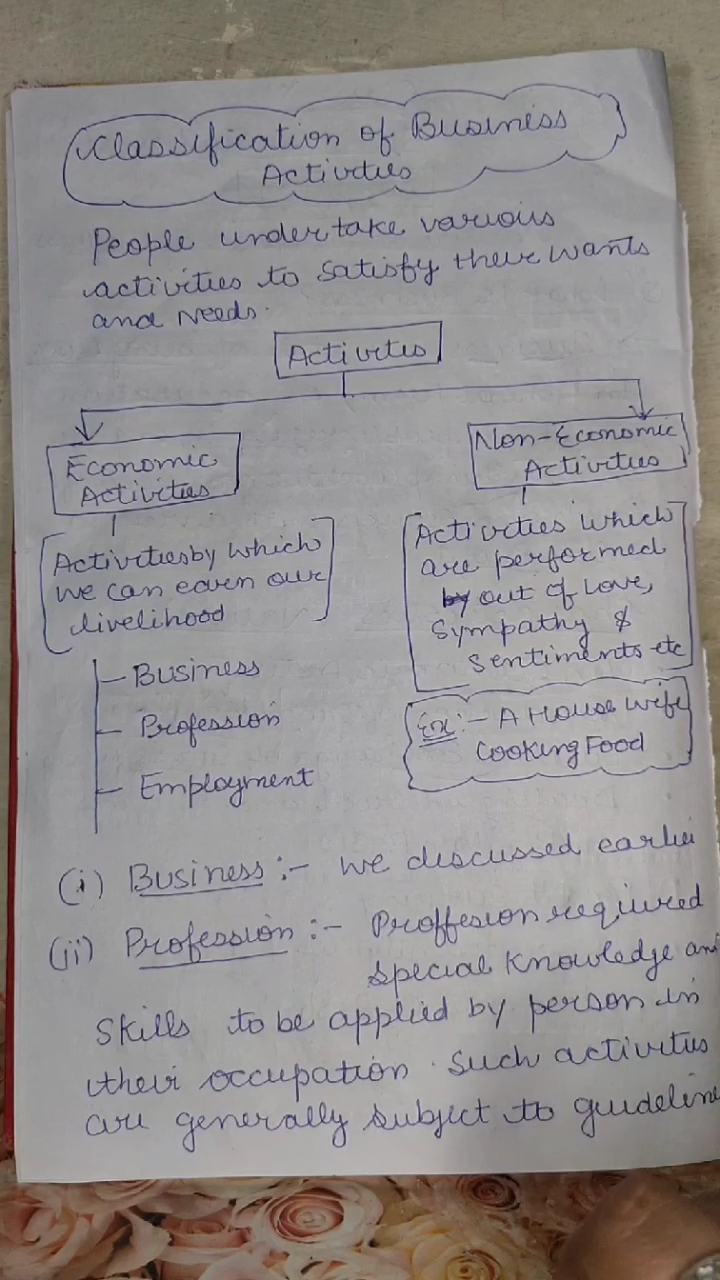 Classification of Business
Activities
People undertake various
activities to satisfy there wants
and needs.
Activites
Economic
Activities
Non-Economic
Activities
Activities by which
we can earn our
livelihood
Activities which
are performed
by out of love,
Sympathy &
sentiments etc
Business
Profession
Employment
Ex:- A House wife
Cooking Food
(i) Business :- we discussed earlier
(ii) Profession :- Proffesion required
special knowledge and
skills to be applied by person in
their occupation. Such activities
are generally subject to guideline